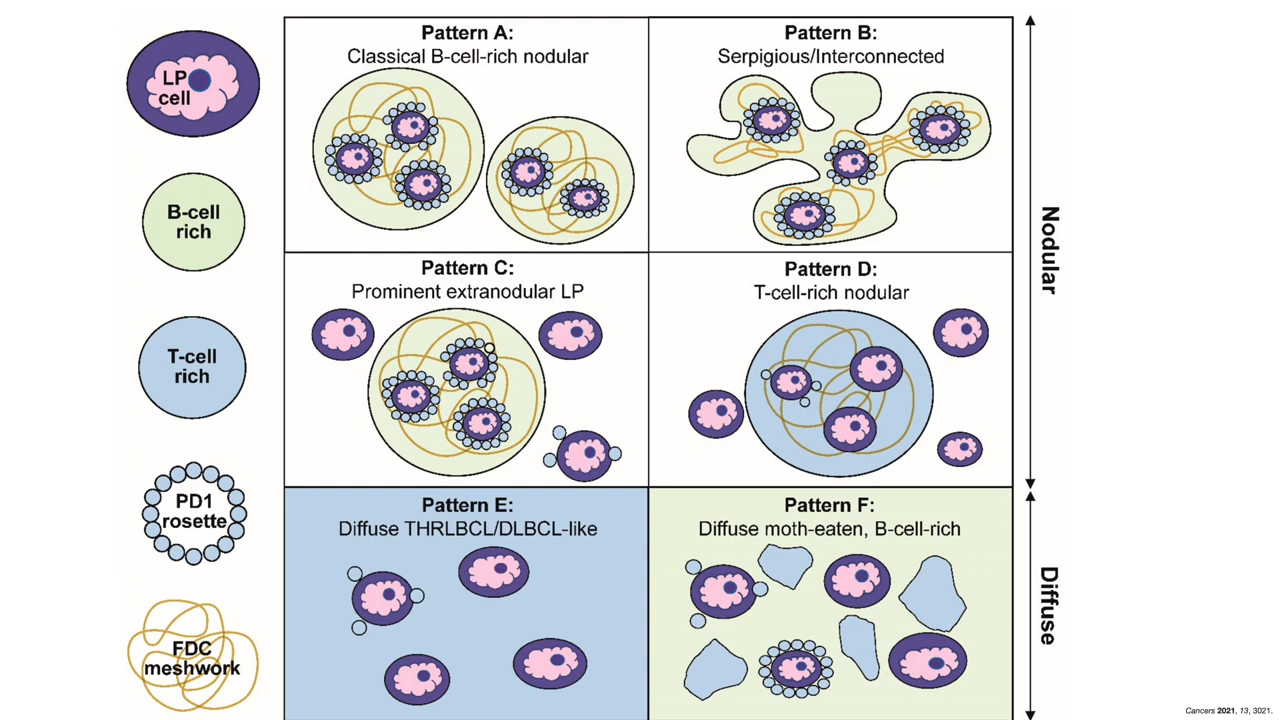 LP
cell
B-cell
rich
T-cell
rich
PD1
rosette
FDC
meshwork
Pattern A:
Classical B-cell-rich nodular
Pattern B:
Serpigious/Interconnected
Pattern C:
Prominent extranodular LP
Pattern D:
T-cell-rich nodular
Pattern E:
Diffuse THRLBCL/DLBCL-like
Pattern F:
Diffuse moth-eaten, B-cell-rich
Nodular
Diffuse
Cancers 2021, 13, 3021.